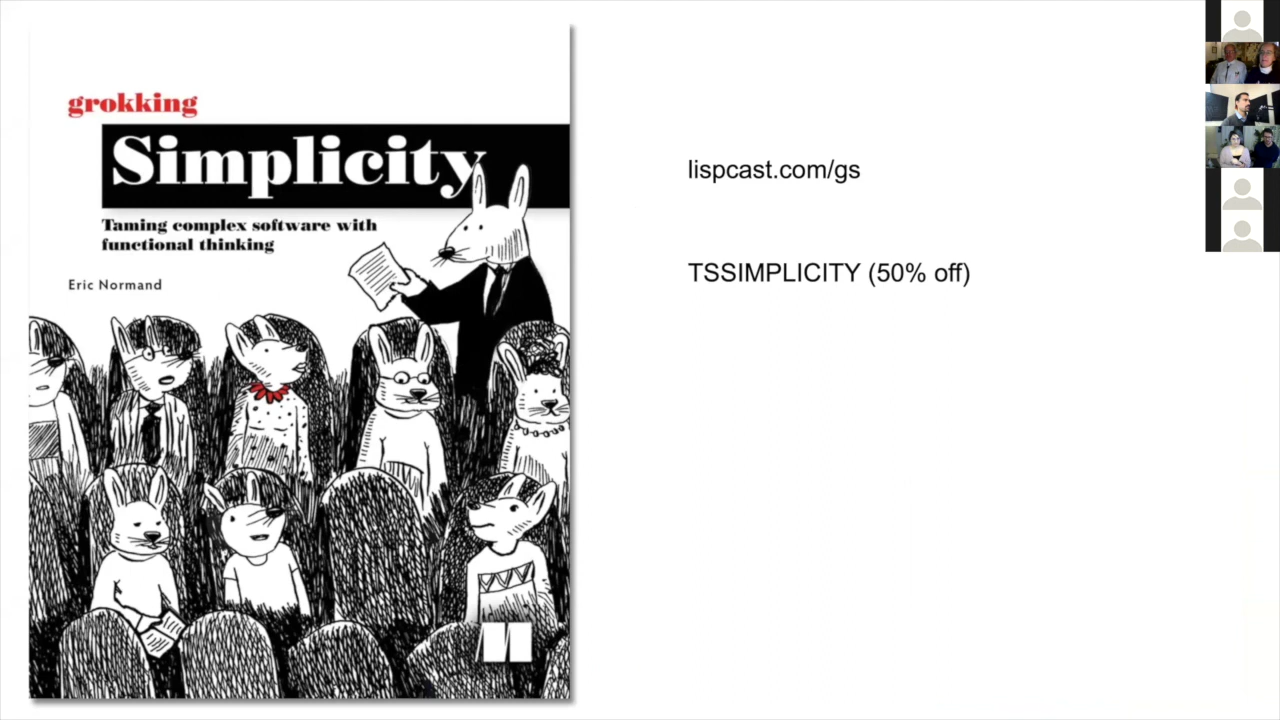 grokking
Simplicity
Taming complex software with
functional thinking
Eric Normand
lispcast.com/gs
TSSIMPLICITY (50% off)